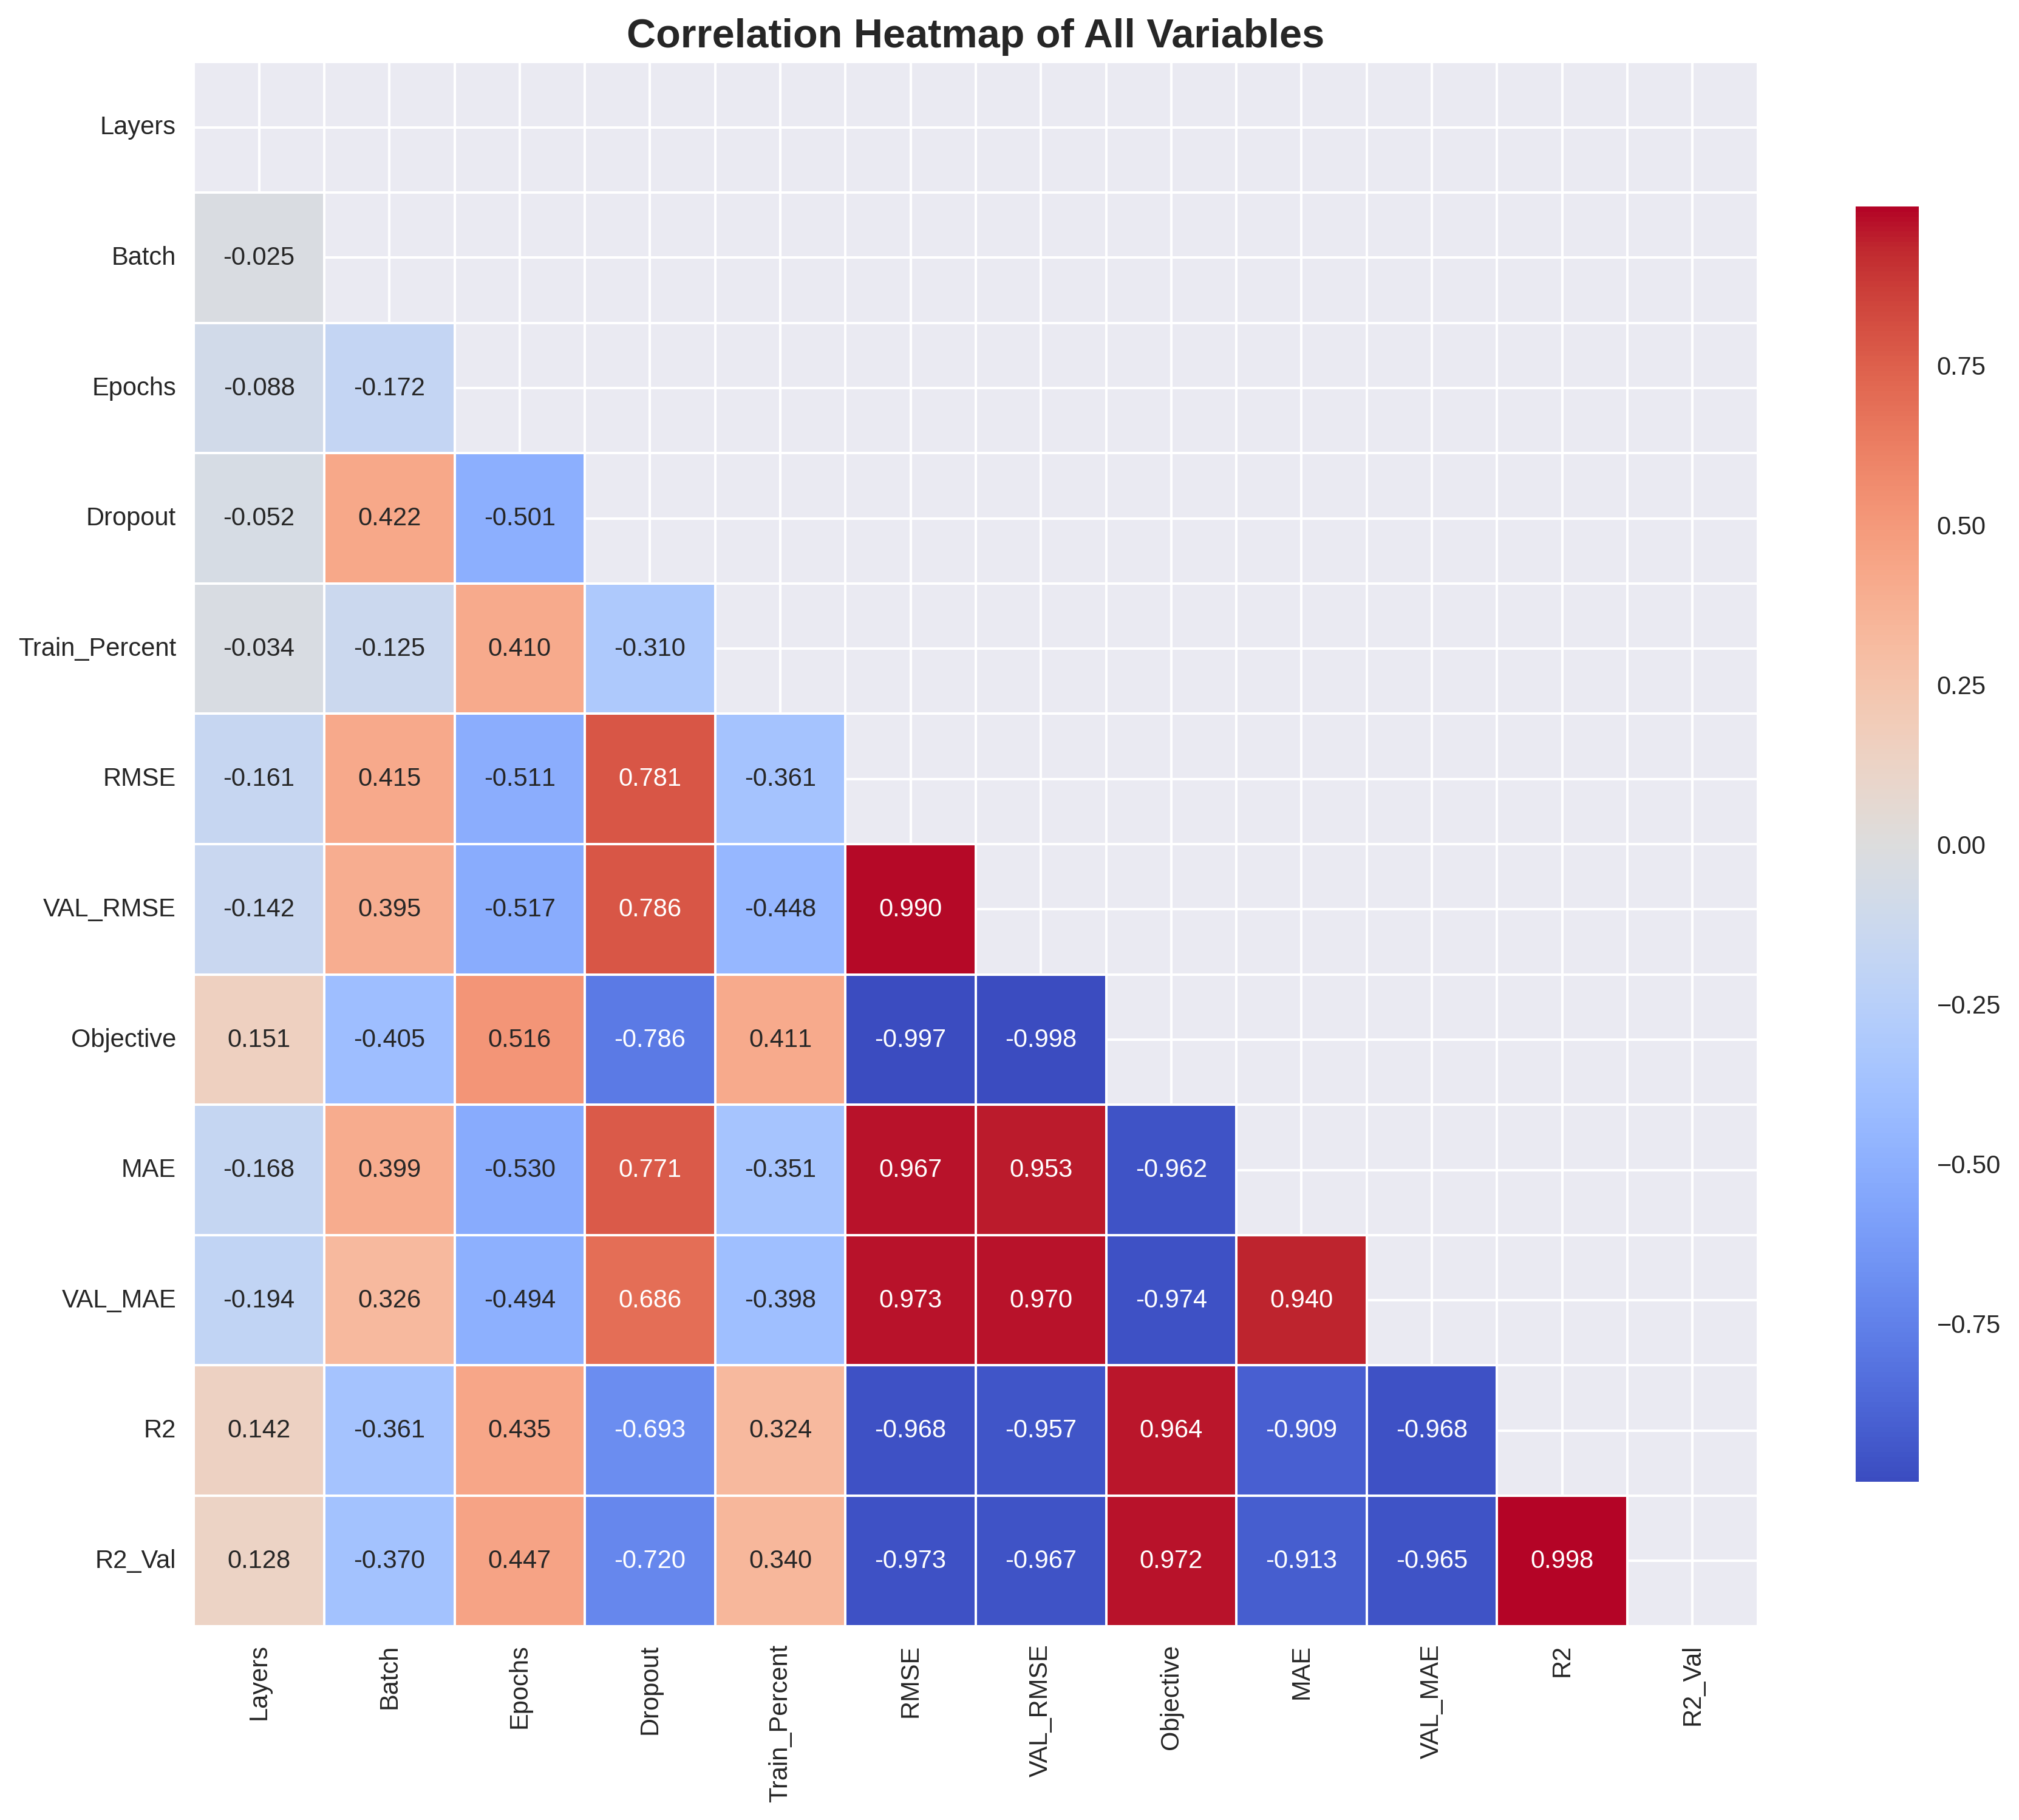 Correlation Heatmap of All Variables
Layers
Batch -0.025
Epochs -0.088 -0.172
Dropout -0.052 0.422 -0.501
Train_Percent -0.034 -0.125 0.410 -0.310
RMSE -0.161 0.415 -0.511 0.781 -0.361
VAL_RMSE -0.142 0.395 -0.517 0.786 -0.448 0.990
Objective 0.151 -0.405 0.516 -0.786 0.411 -0.997 -0.998
MAE -0.168 0.399 -0.530 0.771 -0.351 0.967 0.953 -0.962
VAL_MAE -0.194 0.326 -0.494 0.686 -0.398 0.973 0.970 -0.974 0.940
R2 0.142 -0.361 0.435 -0.693 0.324 -0.968 -0.957 0.964 -0.909 -0.968
R2_Val 0.128 -0.370 0.447 -0.720 0.340 -0.973 -0.967 0.972 -0.913 -0.965 0.998
Layers Batch Epochs Dropout Train_Percent RMSE VAL_RMSE Objective MAE VAL_MAE R2 R2_Val
0.75
0.50
0.25
0.00
−0.25
−0.50
−0.75